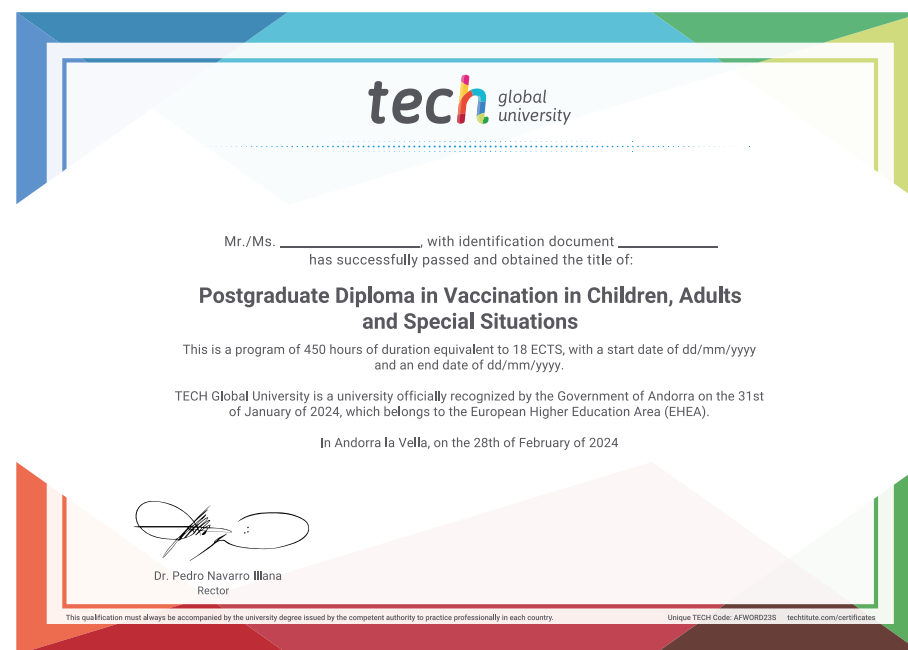 tech global university
Mr./Ms. ____________________, with identification document ______________
has successfully passed and obtained the title of:
Postgraduate Diploma in Vaccination in Children, Adults
and Special Situations
This is a program of 450 hours of duration equivalent to 18 ECTS, with a start date of dd/mm/yyyy
and an end date of dd/mm/yyyy.
TECH Global University is a university officially recognized by the Government of Andorra on the 31st
of January of 2024, which belongs to the European Higher Education Area (EHEA).
In Andorra la Vella, on the 28th of February of 2024
Dr. Pedro Navarro Illana
Rector
This qualification must always be accompanied by the university degree issued by the competent authority to practice professionally in each country.
Unique TECH Code: AFWORD23S techtitute.com/certificates